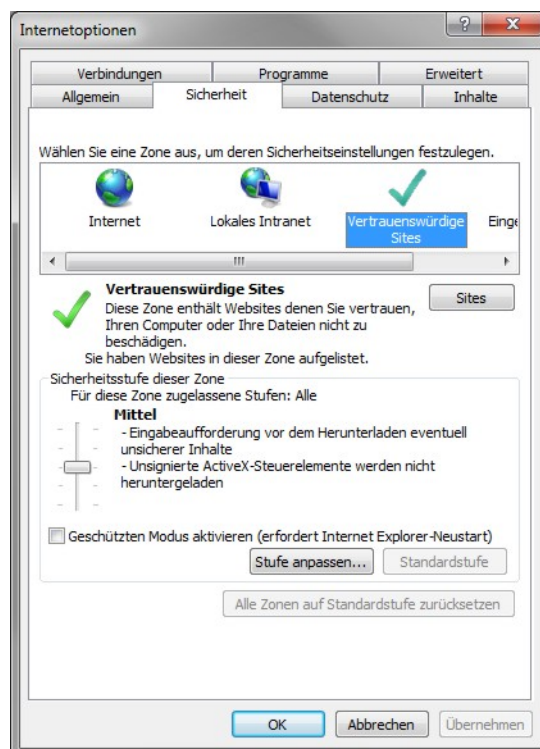 Internetoptionen
Verbindungen Programme Erweitert
Allgemein Sicherheit Datenschutz Inhalte
Wählen Sie eine Zone aus, um deren Sicherheitseinstellungen festzulegen.
Internet Lokales Intranet Vertrauenswürdige Einge
Sites
Vertrauenswürdige Sites
Sites
Diese Zone enthält Websites denen Sie vertrauen,
Ihren Computer oder Ihre Dateien nicht zu
beschädigen.
Sie haben Websites in dieser Zone aufgelistet.
Sicherheitsstufe dieser Zone
Für diese Zone zugelassene Stufen: Alle
Mittel
- Eingabeaufforderung vor dem Herunterladen eventuell
unsicherer Inhalte
- Unsignierte ActiveX-Steuerelemente werden nicht
heruntergeladen
Geschützten Modus aktivieren (erfordert Internet Explorer-Neustart)
Stufe anpassen... Standardstufe
Alle Zonen auf Standardstufe zurücksetzen
OK Abbrechen Übernehmen